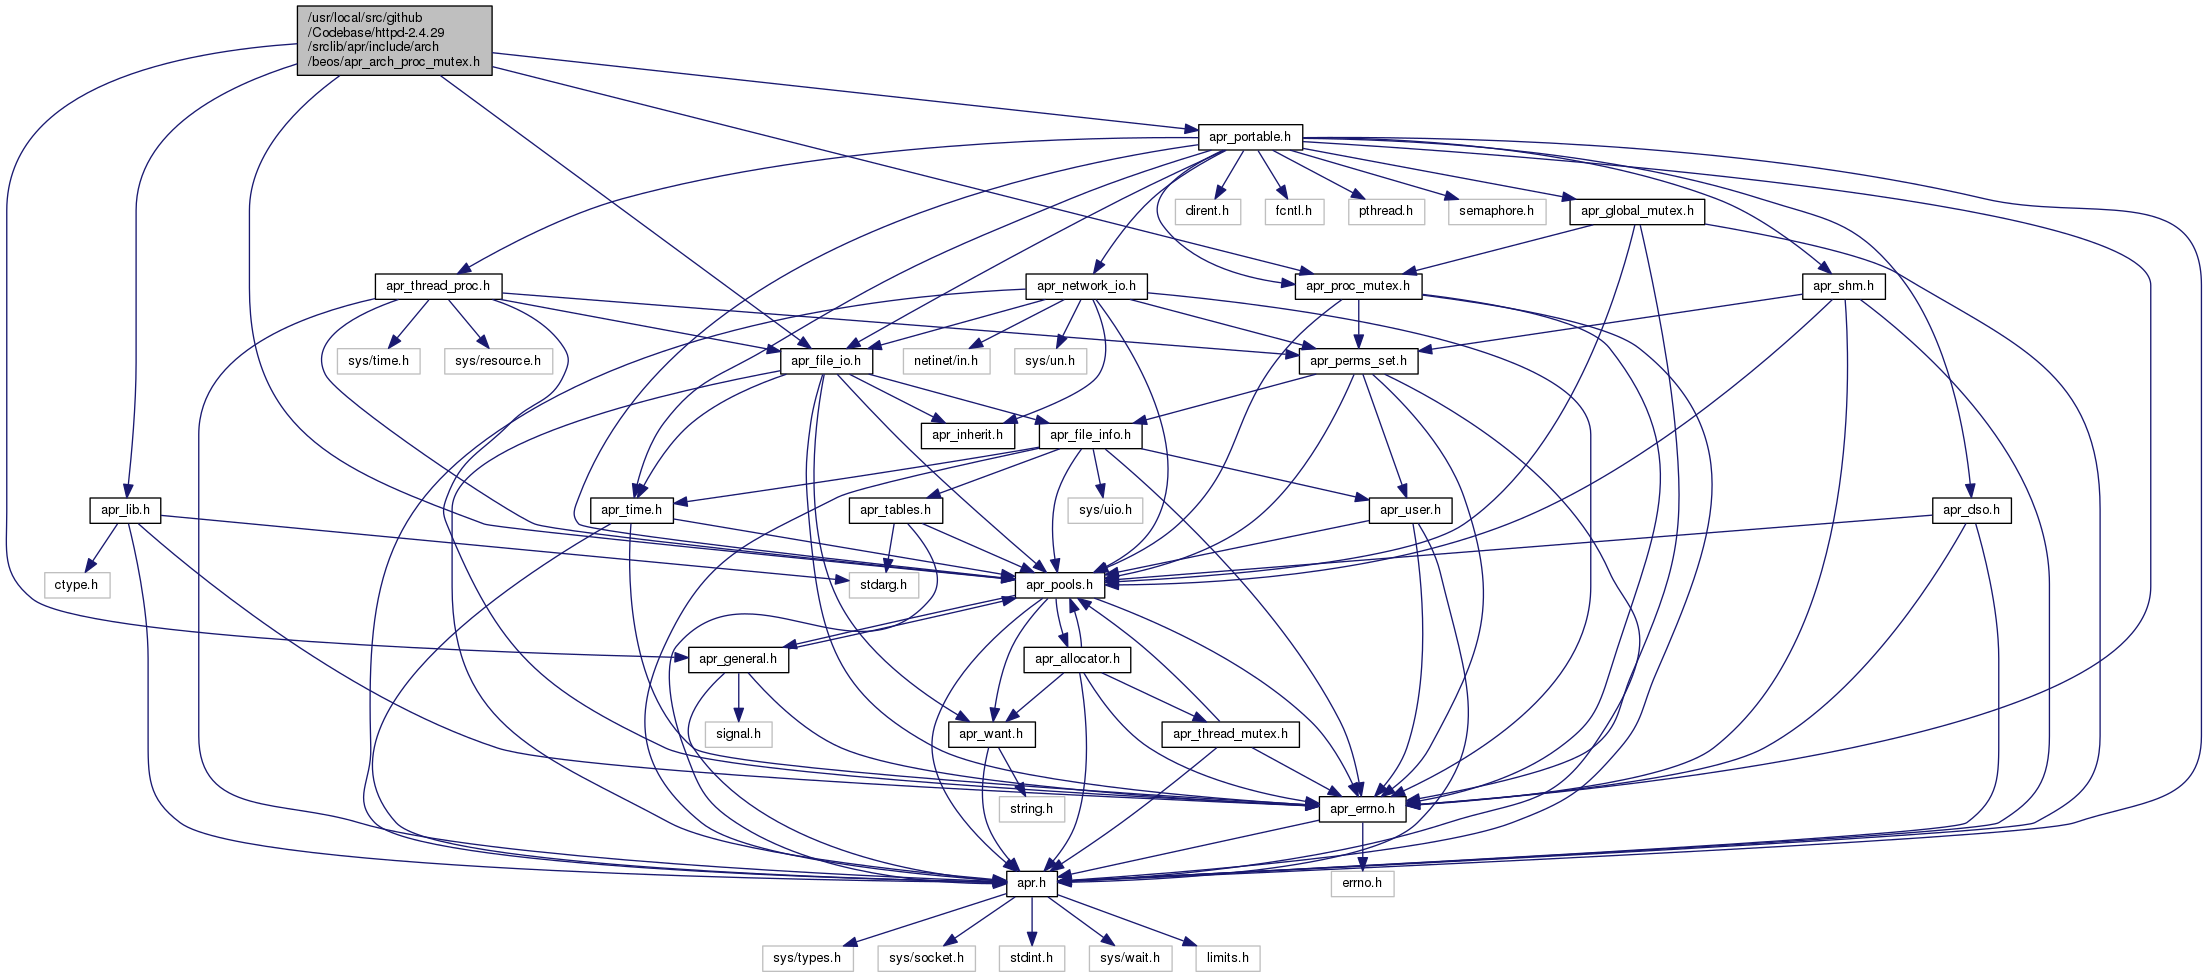 /usr/local/src/github
/Codebase/httpd-2.4.29
/srclib/apr/include/arch
/beos/apr_arch_proc_mutex.h
apr_portable.h
dirent.h
fcntl.h
pthread.h
semaphore.h
apr_global_mutex.h
apr_thread_proc.h
apr_network_io.h
apr_proc_mutex.h
apr_shm.h
sys/time.h
sys/resource.h
apr_file_io.h
netinet/in.h
sys/un.h
apr_perms_set.h
apr_inherit.h
apr_file_info.h
apr_lib.h
apr_time.h
apr_tables.h
sys/uio.h
apr_user.h
apr_dso.h
ctype.h
stdarg.h
apr_pools.h
apr_general.h
apr_allocator.h
signal.h
apr_want.h
apr_thread_mutex.h
string.h
apr_errno.h
apr.h
errno.h
sys/types.h
sys/socket.h
stdint.h
sys/wait.h
limits.h